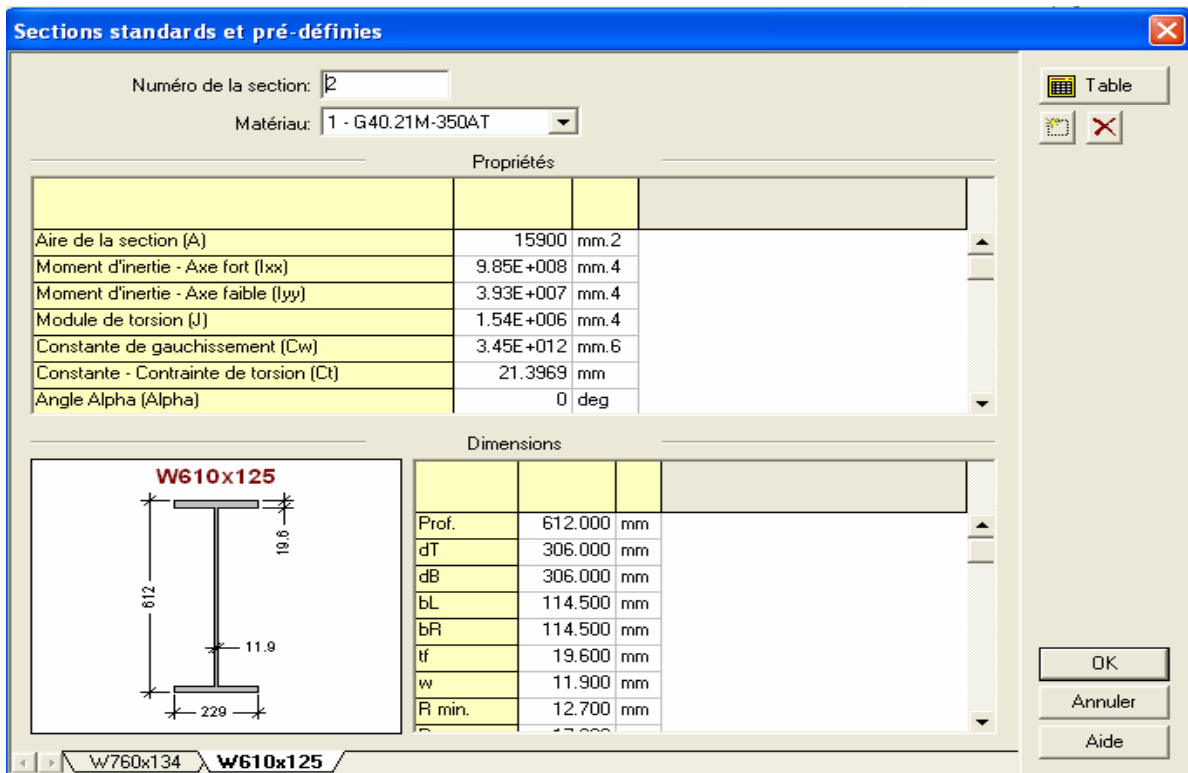 Sections standards et pré-définies
Numéro de la section: 2
Matériau: 1 - G40.21M-350AT
Table
Propriétés
Aire de la section (A) 15900 mm.2
Moment d'inertie - Axe fort (Ixx) 9.85E+008 mm.4
Moment d'inertie - Axe faible (Iyy) 3.93E+007 mm.4
Module de torsion (J) 1.54E+006 mm.4
Constante de gauchissement (Cw) 3.45E+012 mm.6
Constante - Contrainte de torsion (Ct) 21.3969 mm
Angle Alpha (Alpha) 0 deg
Dimensions
W610x125
19.6
612
11.9
229
Prof. 612.000 mm
dT 306.000 mm
dB 306.000 mm
bL 114.500 mm
bR 114.500 mm
tf 19.600 mm
w 11.900 mm
R min. 12.700 mm
OK
Annuler
Aide
W760x134 W610x125